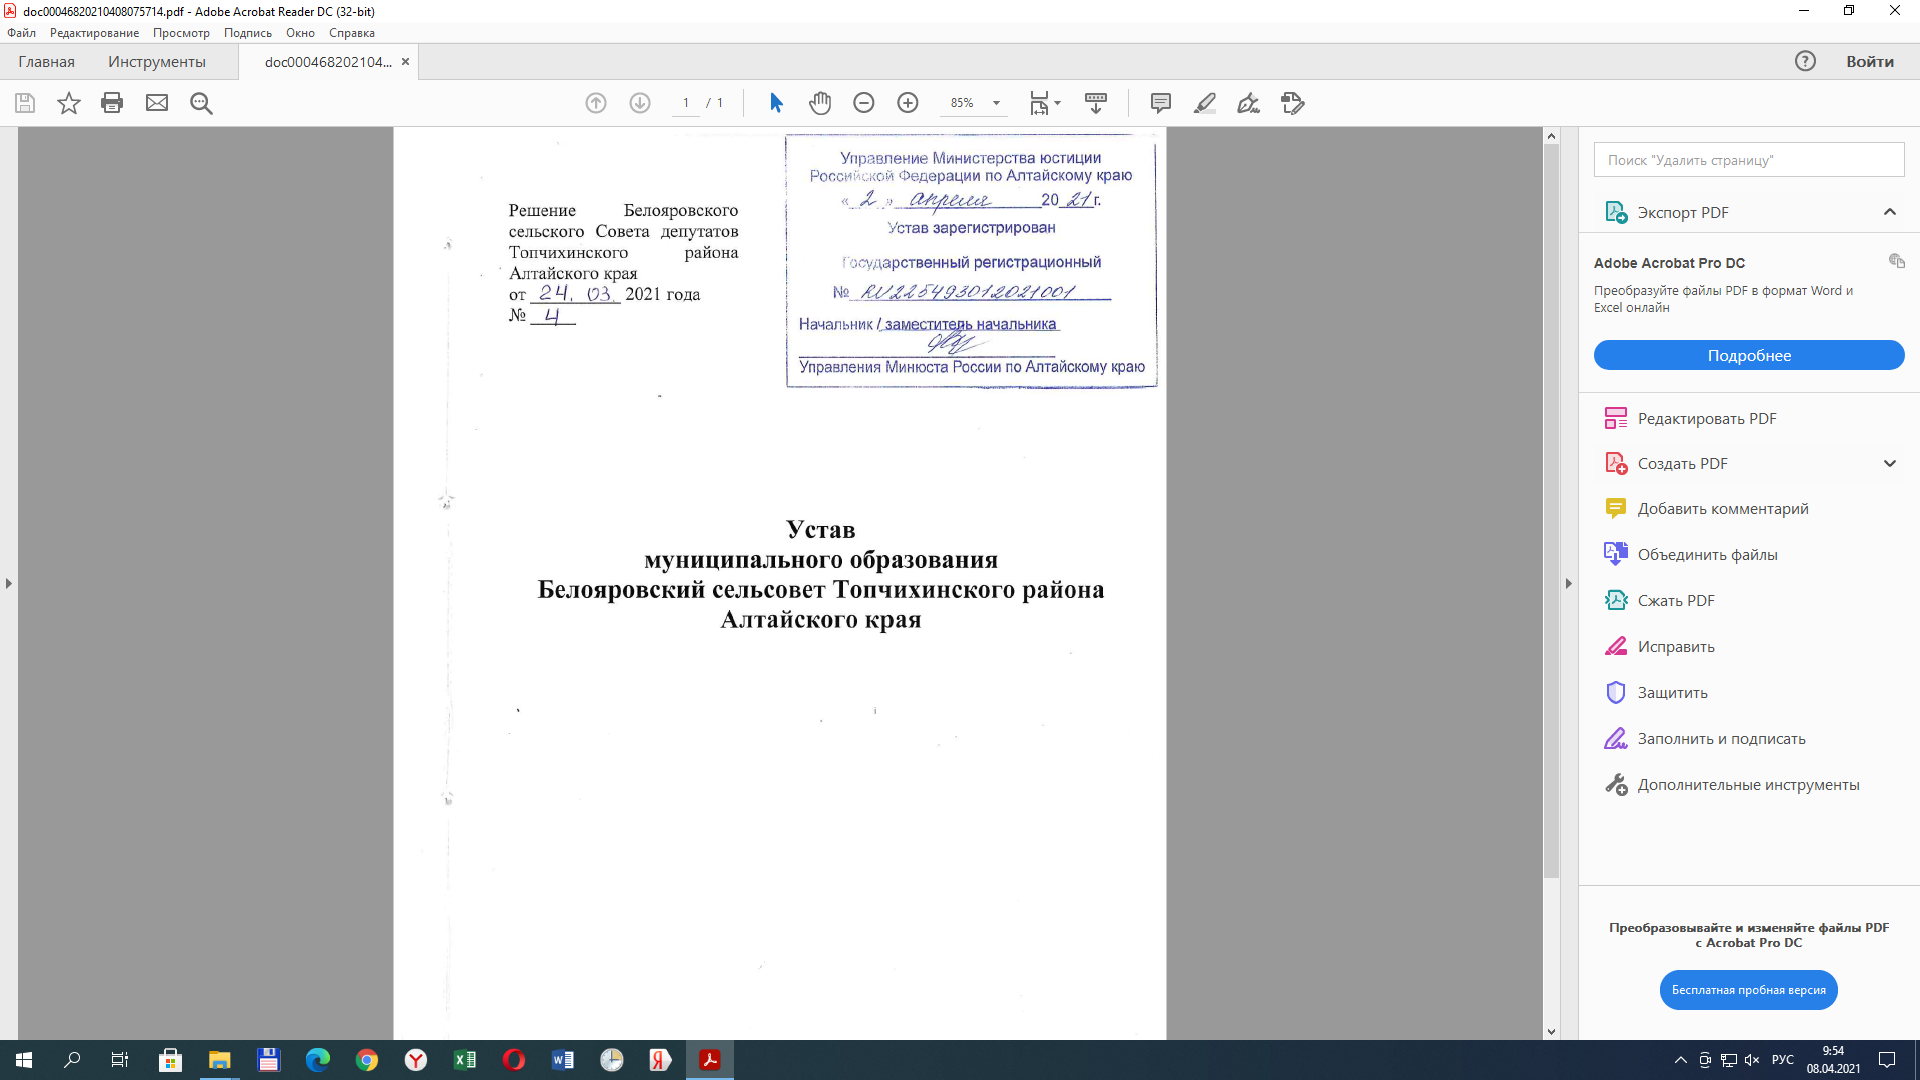 doc00046820210408075714.pdf - Adobe Acrobat Reader DC (32-bit)
Файл Редактирование Просмотр Подпись Окно Справка
Главная Инструменты doc000468202104... × Войти
1 / 1 85%
Управление Министерства юстиции
Российской Федерации по Алтайскому краю
« 2 » апреля 20 21 г.
Устав зарегистрирован
Государственный регистрационный
№ RU225493012021001
Начальник / заместитель начальника
Управления Минюста России по Алтайскому краю
Решение Белояровского
сельского Совета депутатов
Топчихинского района
Алтайского края
от 24. 03. 2021 года
№ 4
Устав
муниципального образования
Белояровский сельсовет Топчихинского района
Алтайского края
Поиск "Удалить страницу"
Экспорт PDF
Adobe Acrobat Pro DC
Преобразуйте файлы PDF в формат Word и
Excel онлайн
Подробнее
Редактировать PDF
Создать PDF
Добавить комментарий
Объединить файлы
Сжать PDF
Исправить
Защитить
Заполнить и подписать
Дополнительные инструменты
Преобразовывайте и изменяйте файлы PDF
с Acrobat Pro DC
Бесплатная пробная версия
РУС
9:54
08.04.2021